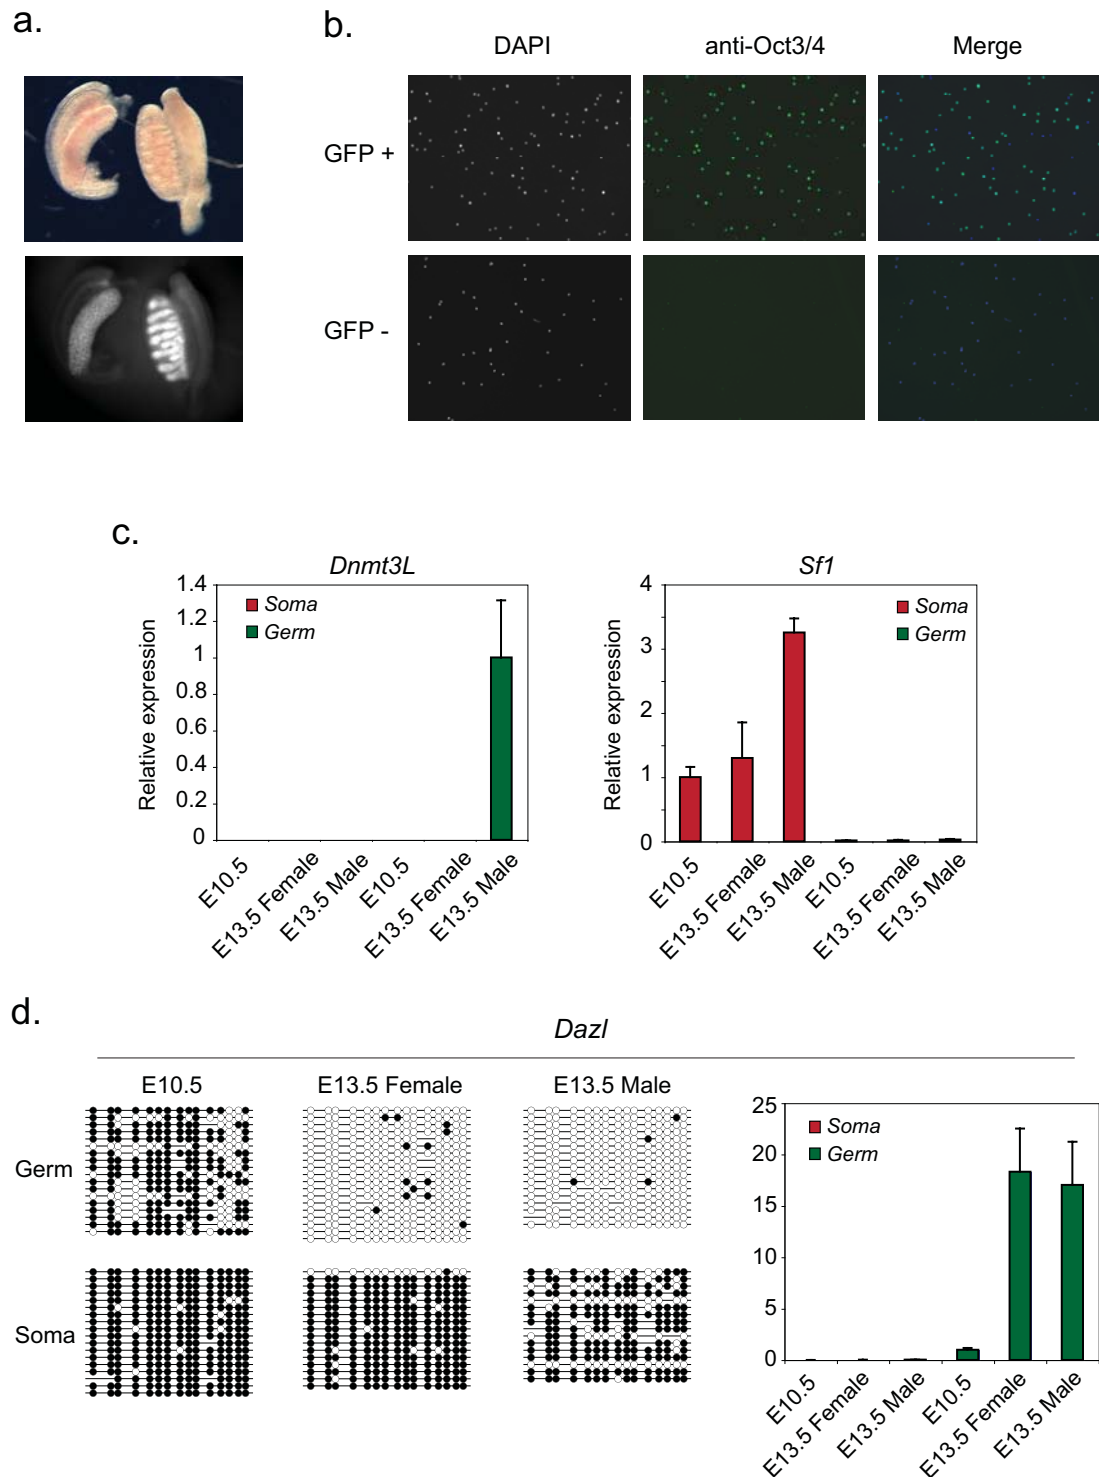 a.
b.
DAPI
anti-Oct3/4
Merge
GFP +
GFP -
c.
Dnmt3L
Relative expression
1.4
1.2
1
0.8
0.6
0.4
0.2
0
Soma
Germ
E10.5
E13.5 Female
E13.5 Male
E10.5
E13.5 Female
E13.5 Male
Sf1
Relative expression
4
3
2
1
0
Soma
Germ
E10.5
E13.5 Female
E13.5 Male
E10.5
E13.5 Female
E13.5 Male
d.
Dazl
E10.5
E13.5 Female
E13.5 Male
Germ
Soma
25
20
15
10
5
0
Soma
Germ
E10.5
E13.5 Female
E13.5 Male
E10.5
E13.5 Female
E13.5 Male